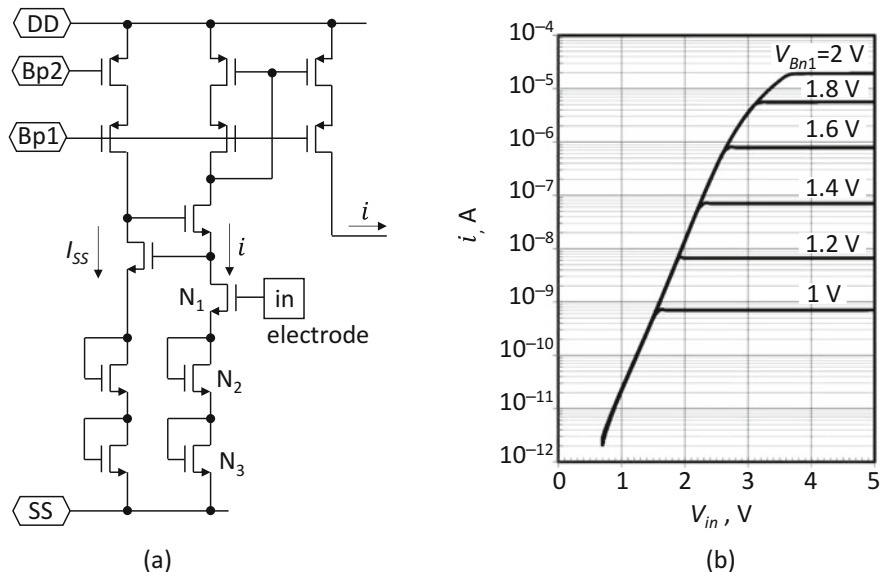 DD
Bp2
Bp1
I_SS
i
i
N₁
in
electrode
N₂
N₃
SS
(a)
i, A
10⁻⁴
10⁻⁵
10⁻⁶
10⁻⁷
10⁻⁸
10⁻⁹
10⁻¹⁰
10⁻¹¹
10⁻¹²
V_Bn1=2 V
1.8 V
1.6 V
1.4 V
1.2 V
1 V
0 1 2 3 4 5
V_in , V
(b)